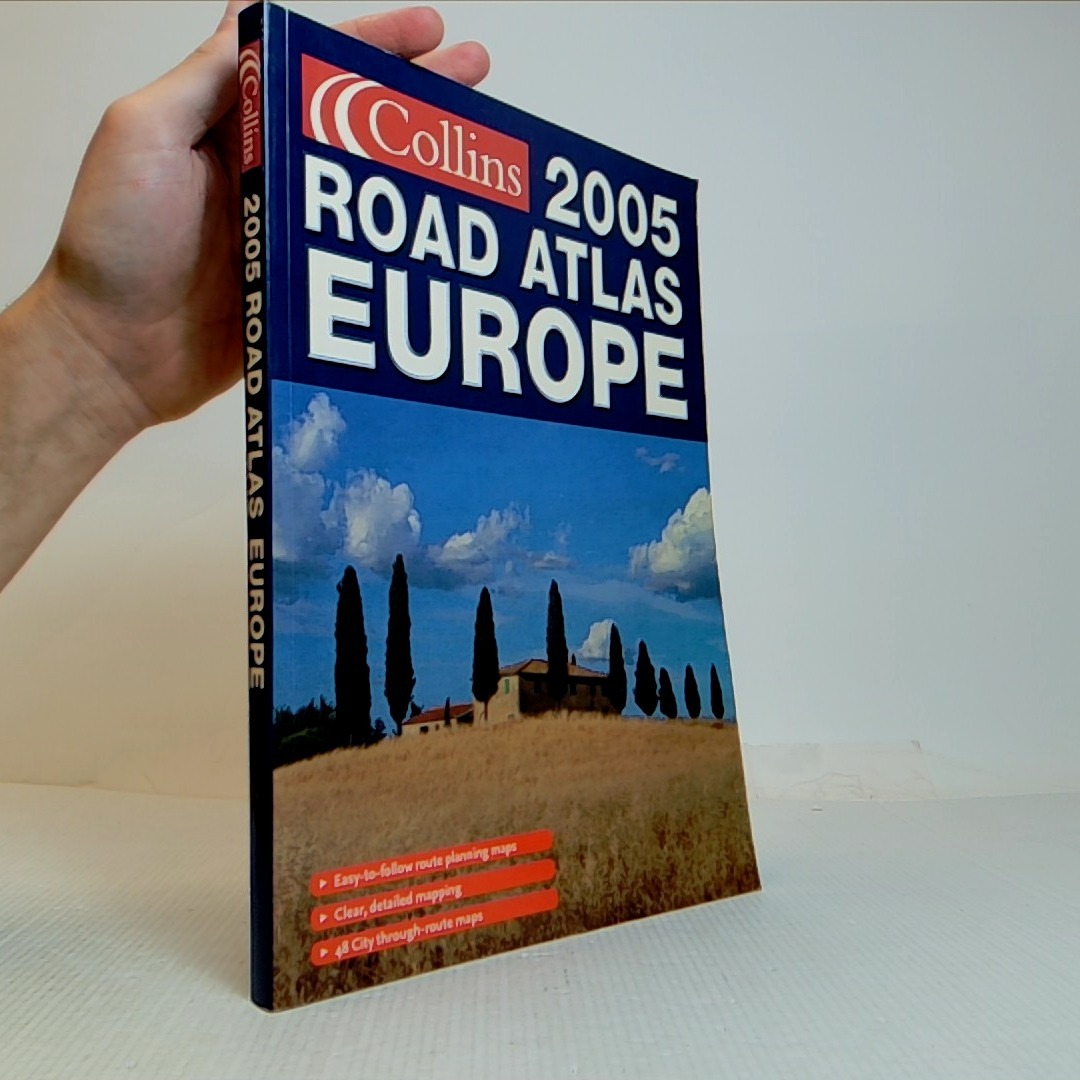 Collins
2005 ROAD ATLAS EUROPE
Collins
2005
ROAD ATLAS
EUROPE
Easy-to-follow route planning maps
Clear, detailed mapping
48 City through-route maps